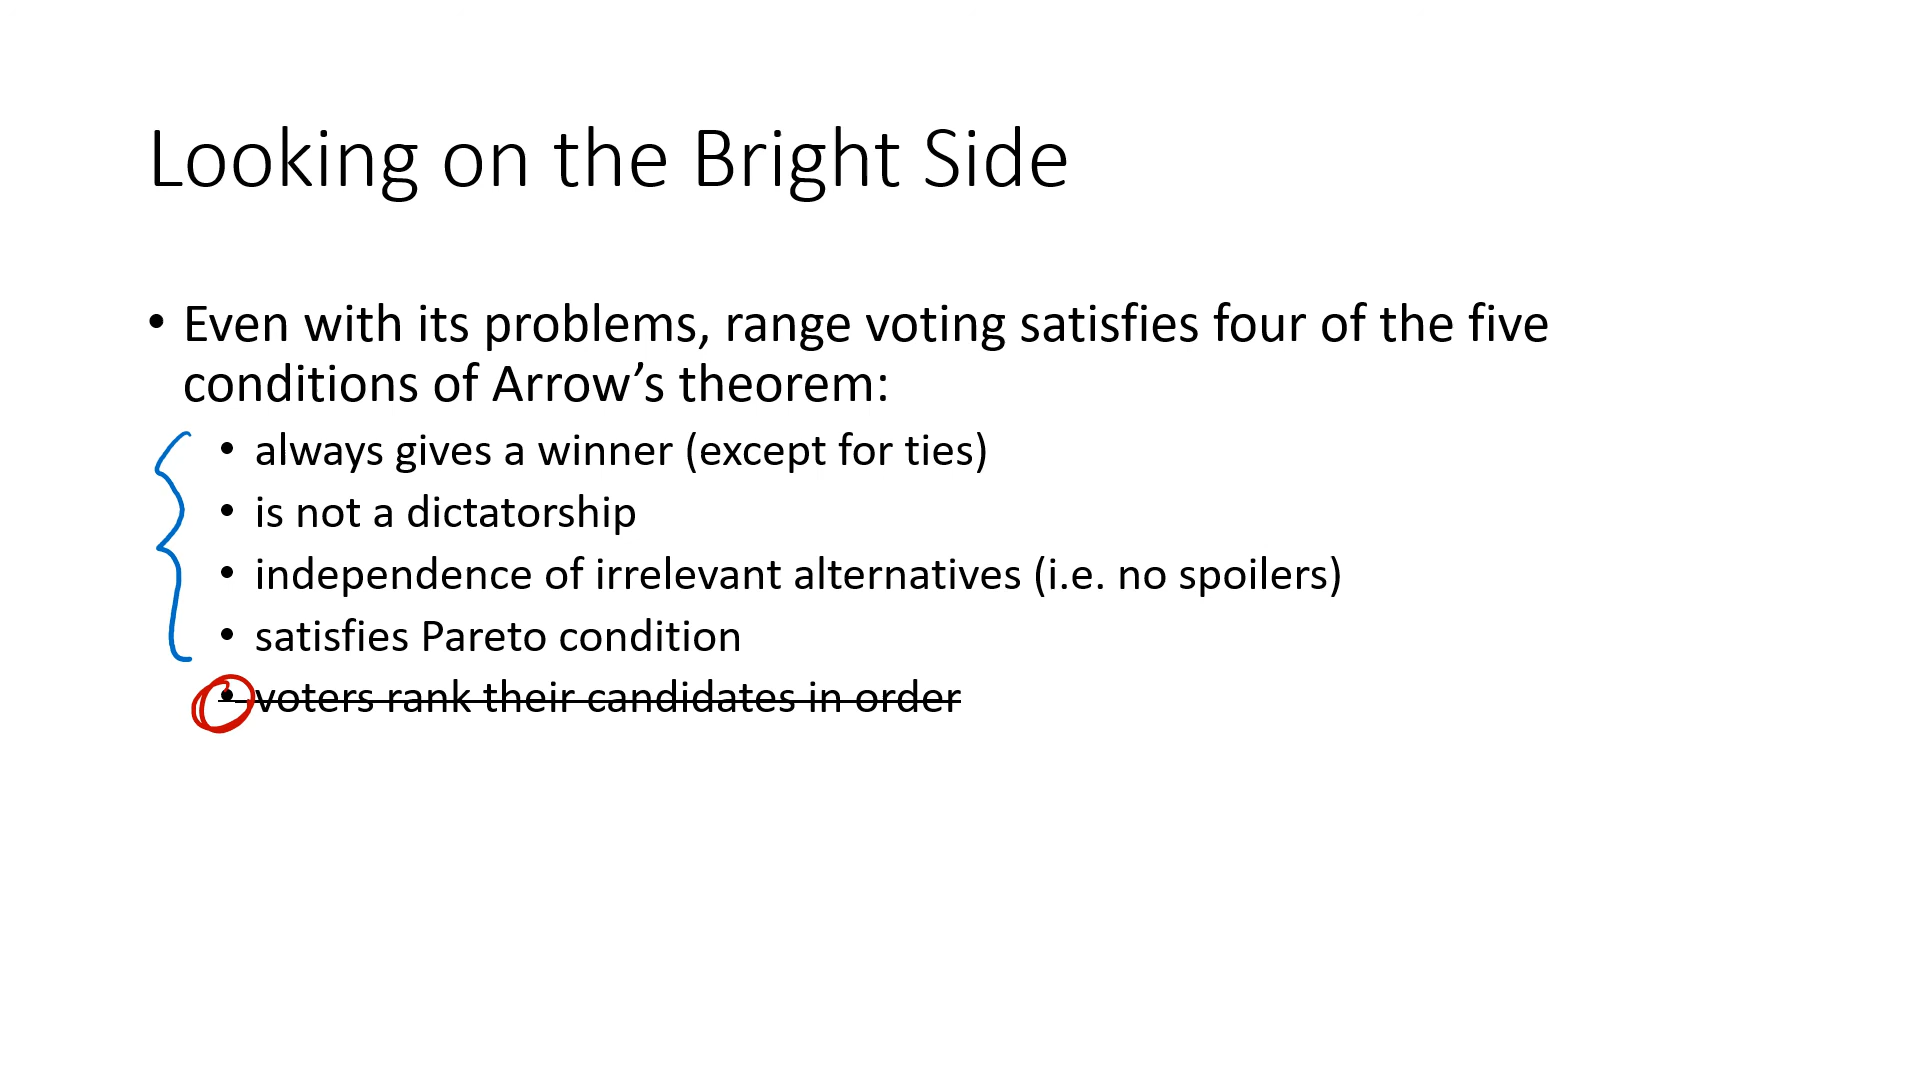 Looking on the Bright Side
• Even with its problems, range voting satisfies four of the five
conditions of Arrow’s theorem:
• always gives a winner (except for ties)
• is not a dictatorship
• independence of irrelevant alternatives (i.e. no spoilers)
• satisfies Pareto condition
• voters rank their candidates in order